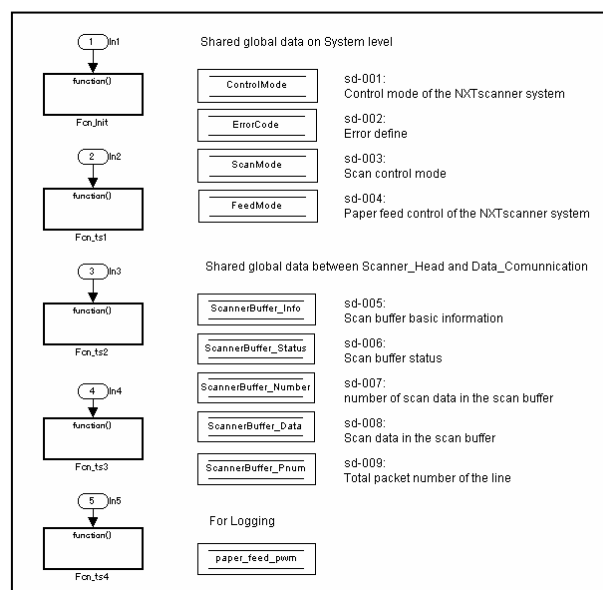 1 In1
function()
Fcn_Init
2 In2
function()
Fcn_ts1
3 In3
function()
Fcn_ts2
4 In4
function()
Fcn_ts3
5 In5
function()
Fcn_ts4
Shared global data on System level
ControlMode
sd-001:
Control mode of the NXTscanner system
ErrorCode
sd-002:
Error define
ScanMode
sd-003:
Scan control mode
FeedMode
sd-004:
Paper feed control of the NXTscanner system
Shared global data between Scanner_Head and Data_Comunnication
ScannerBuffer_Info
sd-005:
Scan buffer basic information
ScannerBuffer_Status
sd-006:
Scan buffer status
ScannerBuffer_Number
sd-007:
number of scan data in the scan buffer
ScannerBuffer_Data
sd-008:
Scan data in the scan buffer
ScannerBuffer_Pnum
sd-009:
Total packet number of the line
For Logging
paper_feed_pwm